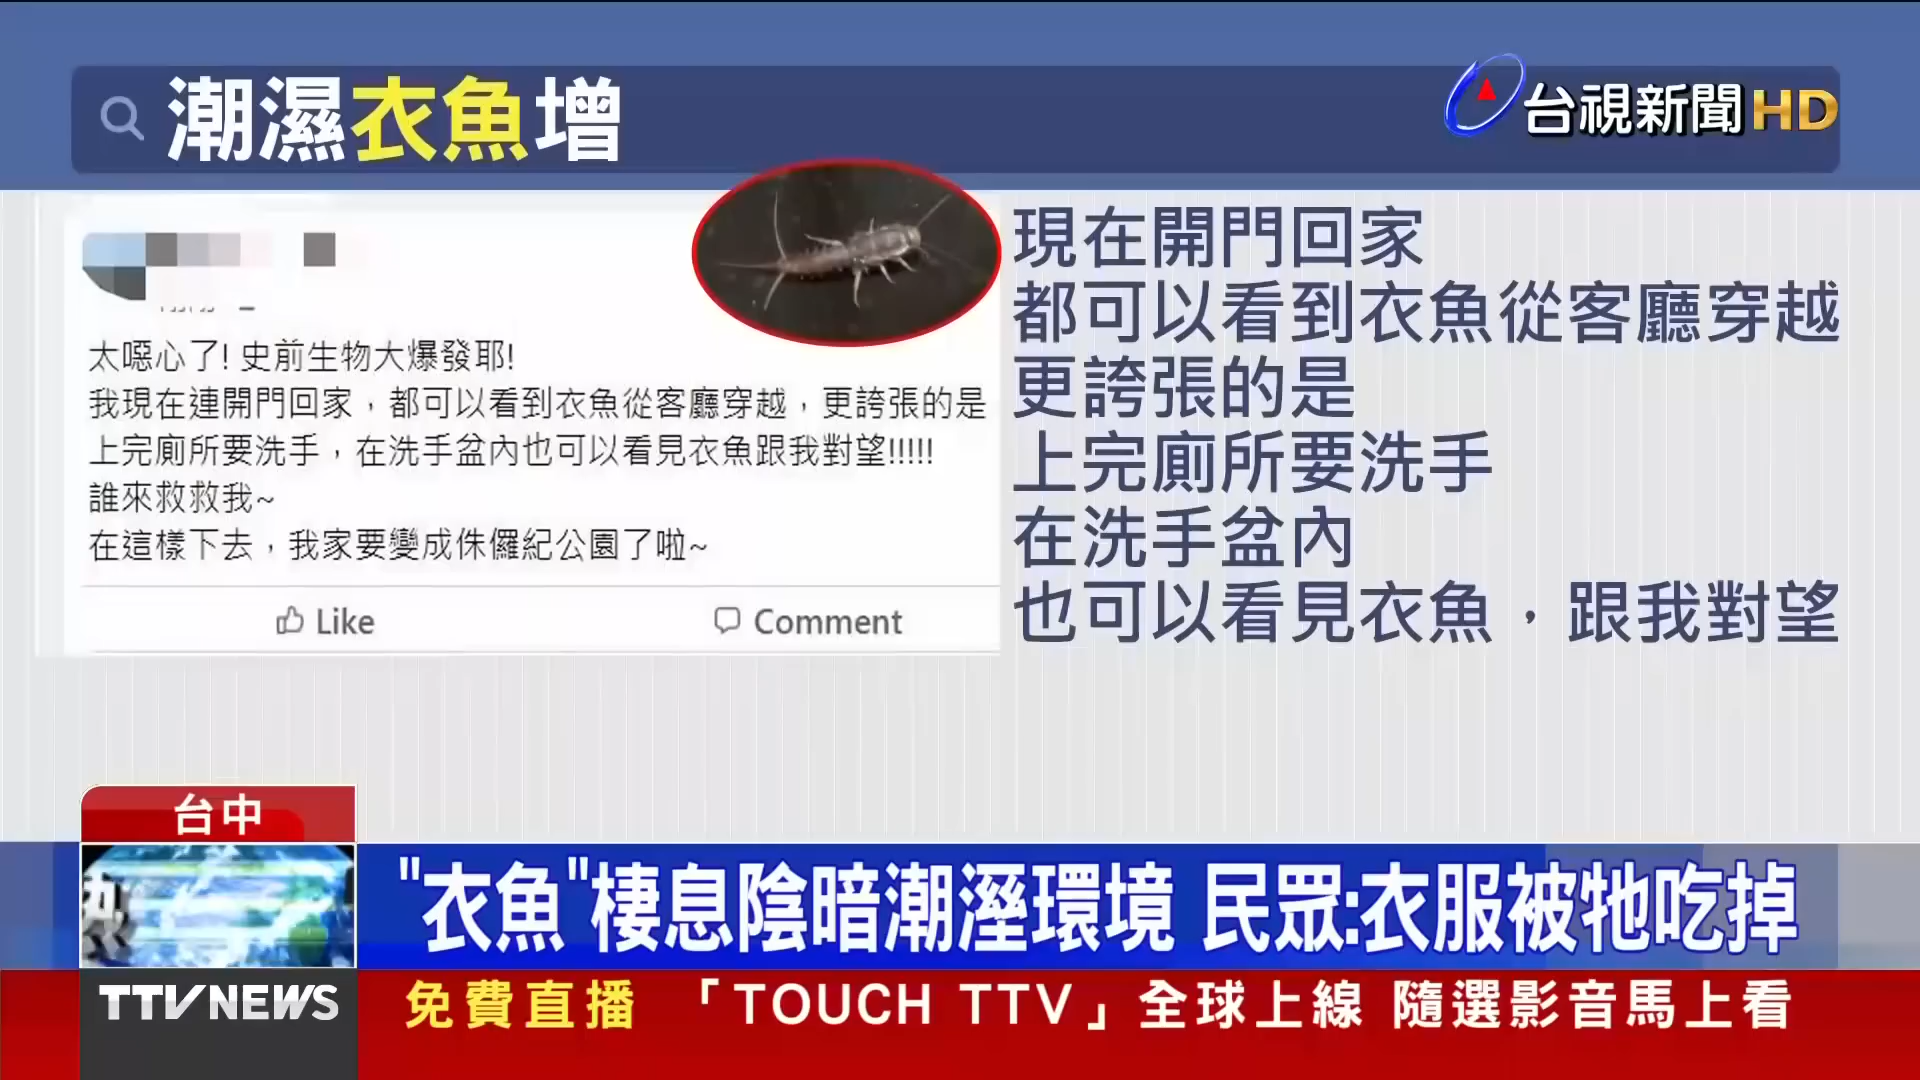 潮濕衣魚增
台視新聞HD
太噁心了! 史前生物大爆發耶!
我現在連開門回家，都可以看到衣魚從客廳穿越，更誇張的是
上完廁所要洗手，在洗手盆內也可以看見衣魚跟我對望!!!!!
誰來救救我~
在這樣下去，我家要變成侏儸紀公園了啦~
Like
Comment
現在開門回家
都可以看到衣魚從客廳穿越
更誇張的是
上完廁所要洗手
在洗手盆內
也可以看見衣魚，跟我對望
台中
"衣魚"棲息陰暗潮溼環境 民眾:衣服被牠吃掉
TTV NEWS
免費直播 「TOUCH TTV」全球上線 隨選影音馬上看